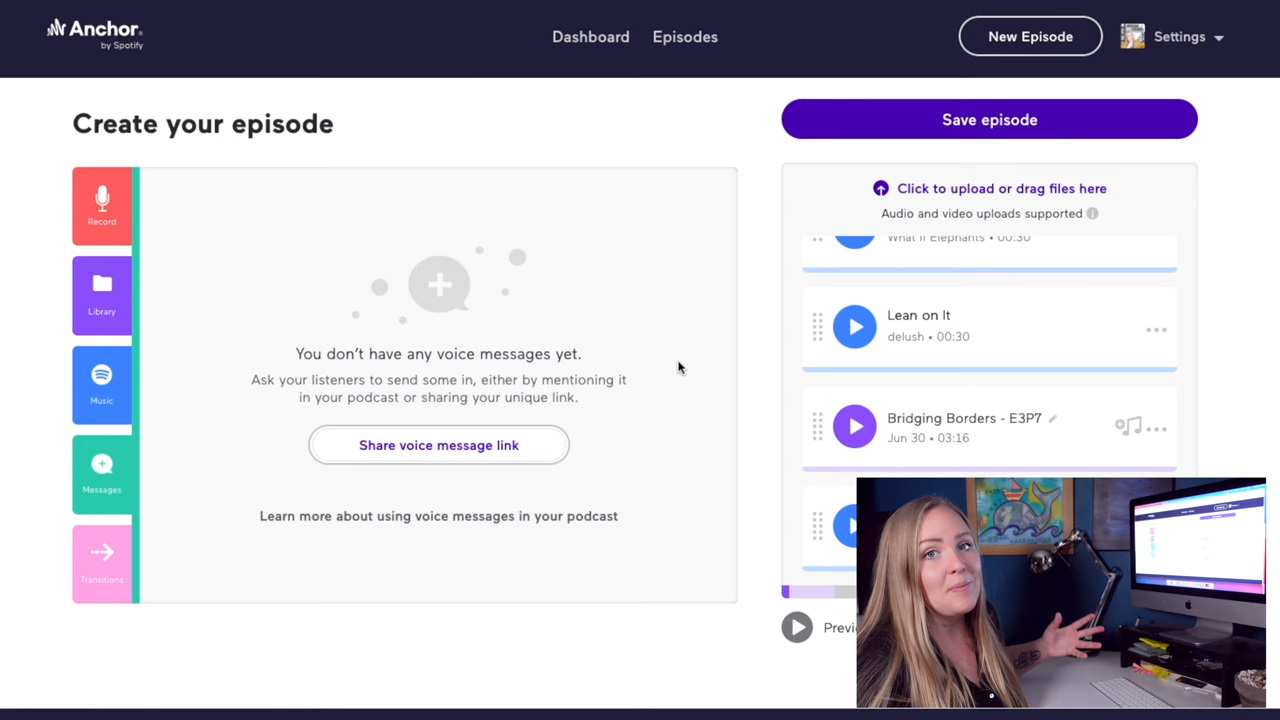 Anchor
by Spotify
Dashboard
Episodes
New Episode
Settings
Create your episode
Save episode
Record
Library
Music
Messages
Transitions
You don’t have any voice messages yet.
Ask your listeners to send some in, either by mentioning it
in your podcast or sharing your unique link.
Share voice message link
Learn more about using voice messages in your podcast
Click to upload or drag files here
Audio and video uploads supported
What If Elephants • 00:30
Lean on It
delush • 00:30
Bridging Borders - E3P7
Jun 30 • 03:16